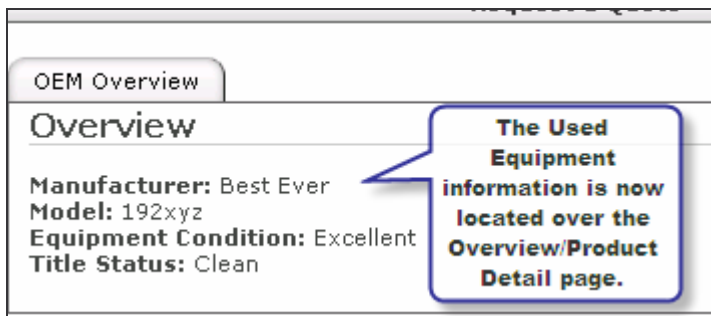 OEM Overview
Overview
Manufacturer: Best Ever
Model: 192xyz
Equipment Condition: Excellent
Title Status: Clean
The Used
Equipment
information is now
located over the
Overview/Product
Detail page.